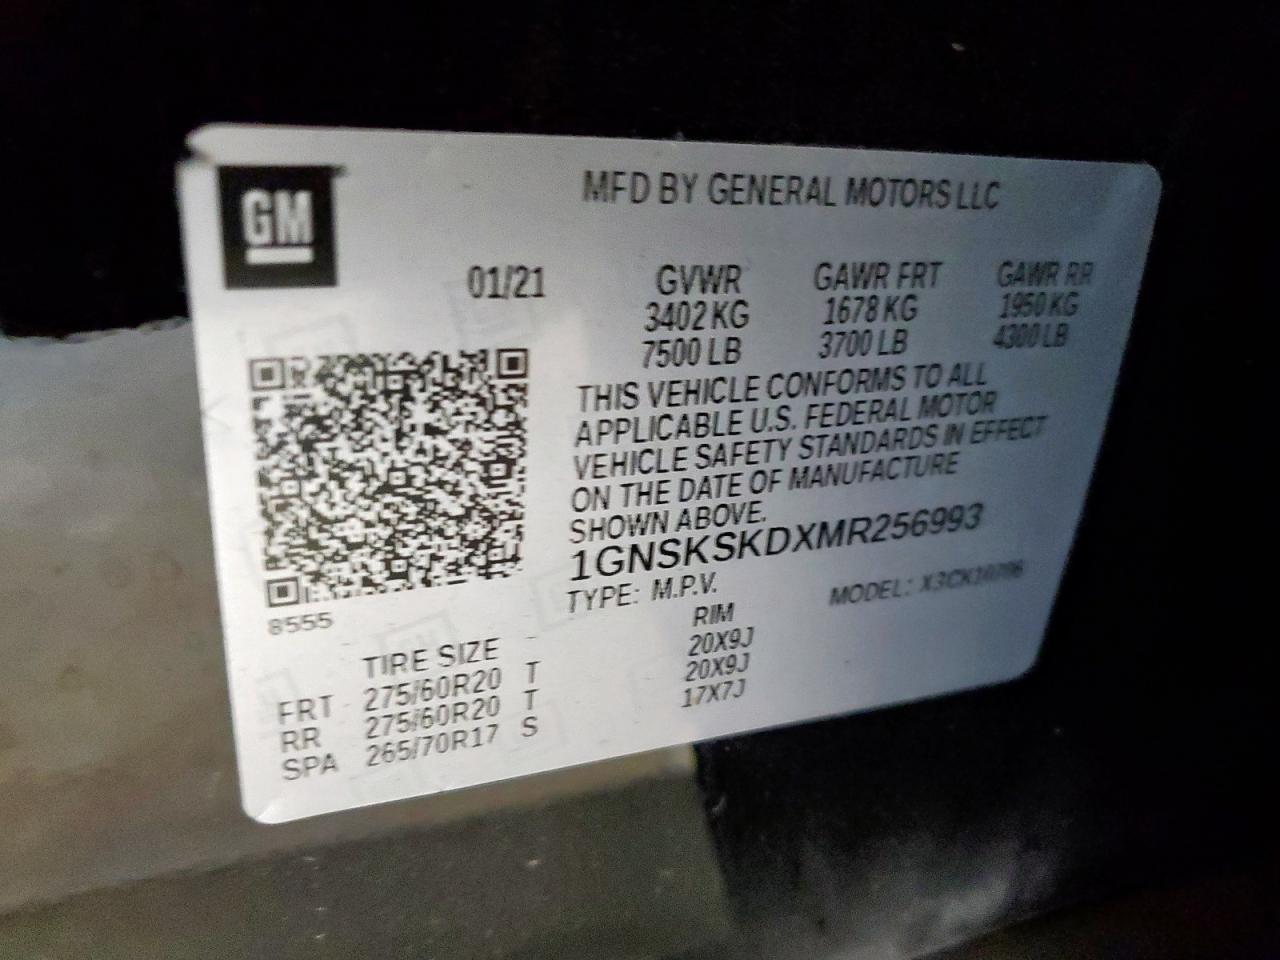 GM
MFD BY GENERAL MOTORS LLC
01/21 GVWR GAWR FRT GAWR RR
3402 KG 1678 KG 1950 KG
7500 LB 3700 LB 4300 LB
THIS VEHICLE CONFORMS TO ALL
APPLICABLE U.S. FEDERAL MOTOR
VEHICLE SAFETY STANDARDS IN EFFECT
ON THE DATE OF MANUFACTURE
SHOWN ABOVE.
1GNSKSKDXMR256993
TYPE: M.P.V. MODEL:
8555
TIRE SIZE RIM
FRT 275/60R20 T 20X9J
RR 275/60R20 T 20X9J
SPA 265/70R17 S 17X7J